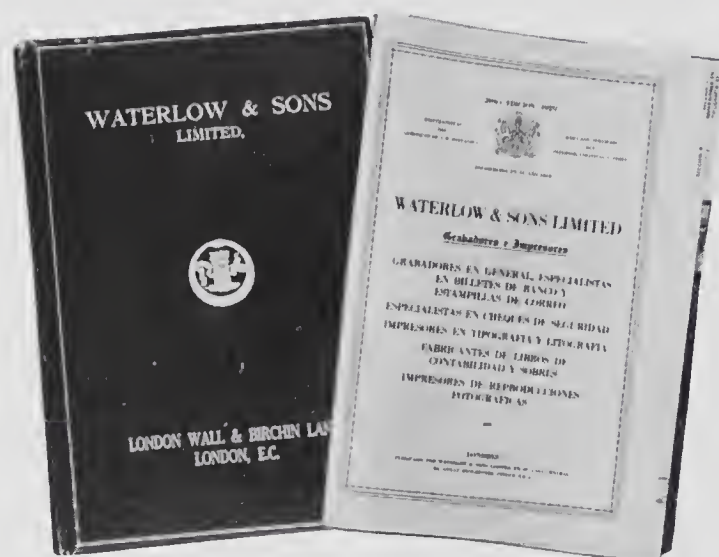 WATERLOW & SONS
LIMITED,
LONDON WALL & BIRCHIN LAN
LONDON, E.C.
WATERLOW & SONS LIMITED
Grabadores e Impresores
GRABADORES EN GENERAL, ESPECIALISTAS
EN BILLETES DE BANCO Y
ESTAMPILLAS DE CORREO
ESPECIALISTAS EN CHEQUES DE SEGURIDAD
IMPRESORES EN TIPOGRAFIA Y LITOGRAFIA
FABRICANTES DE LIBROS DE
CONTABILIDAD Y SOBRES
IMPRESORES DE REPRODUCCIONES
FOTOGRAFICAS
LONDRES